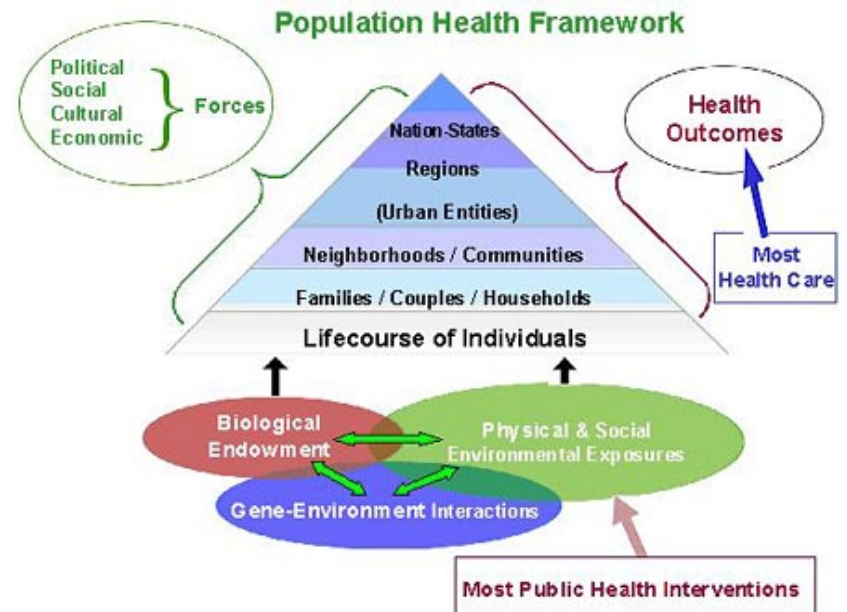 Population Health Framework
Political
Social
Cultural
Economic
Forces
Health
Outcomes
Most
Health Care
Nation-States
Regions
(Urban Entities)
Neighborhoods / Communities
Families / Couples / Households
Lifecourse of Individuals
Biological
Endowment
Physical & Social
Environmental Exposures
Gene-Environment Interactions
Most Public Health Interventions